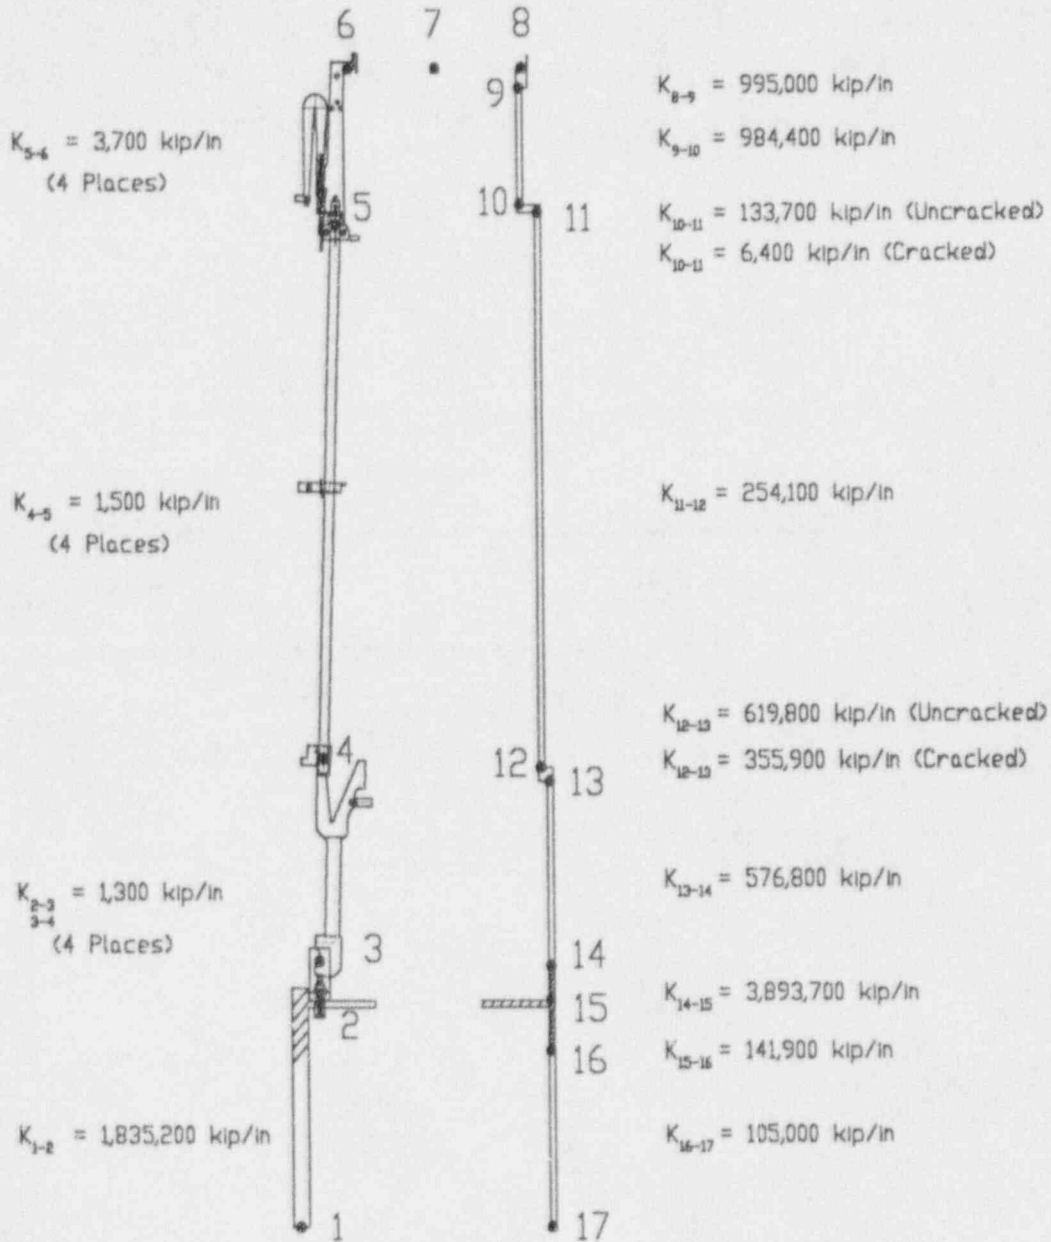 6 7 8
9
K8-9 = 995,000 kip/in
K5-6 = 3,700 kip/in
(4 Places)
K9-10 = 984,400 kip/in
5 10 11
K10-11 = 133,700 kip/in (Uncracked)
K10-11 = 6,400 kip/in (Cracked)
K4-5 = 1,500 kip/in
(4 Places)
K11-12 = 254,100 kip/in
K12-13 = 619,800 kip/in (Uncracked)
4 12 13
K12-13 = 355,900 kip/in (Cracked)
K2-3 = 1,300 kip/in
3-4
(4 Places)
K13-14 = 576,800 kip/in
3 14
2 15
K14-15 = 3,893,700 kip/in
16
K15-16 = 141,900 kip/in
K1-2 = 1,835,200 kip/in
K16-17 = 105,000 kip/in
1 17